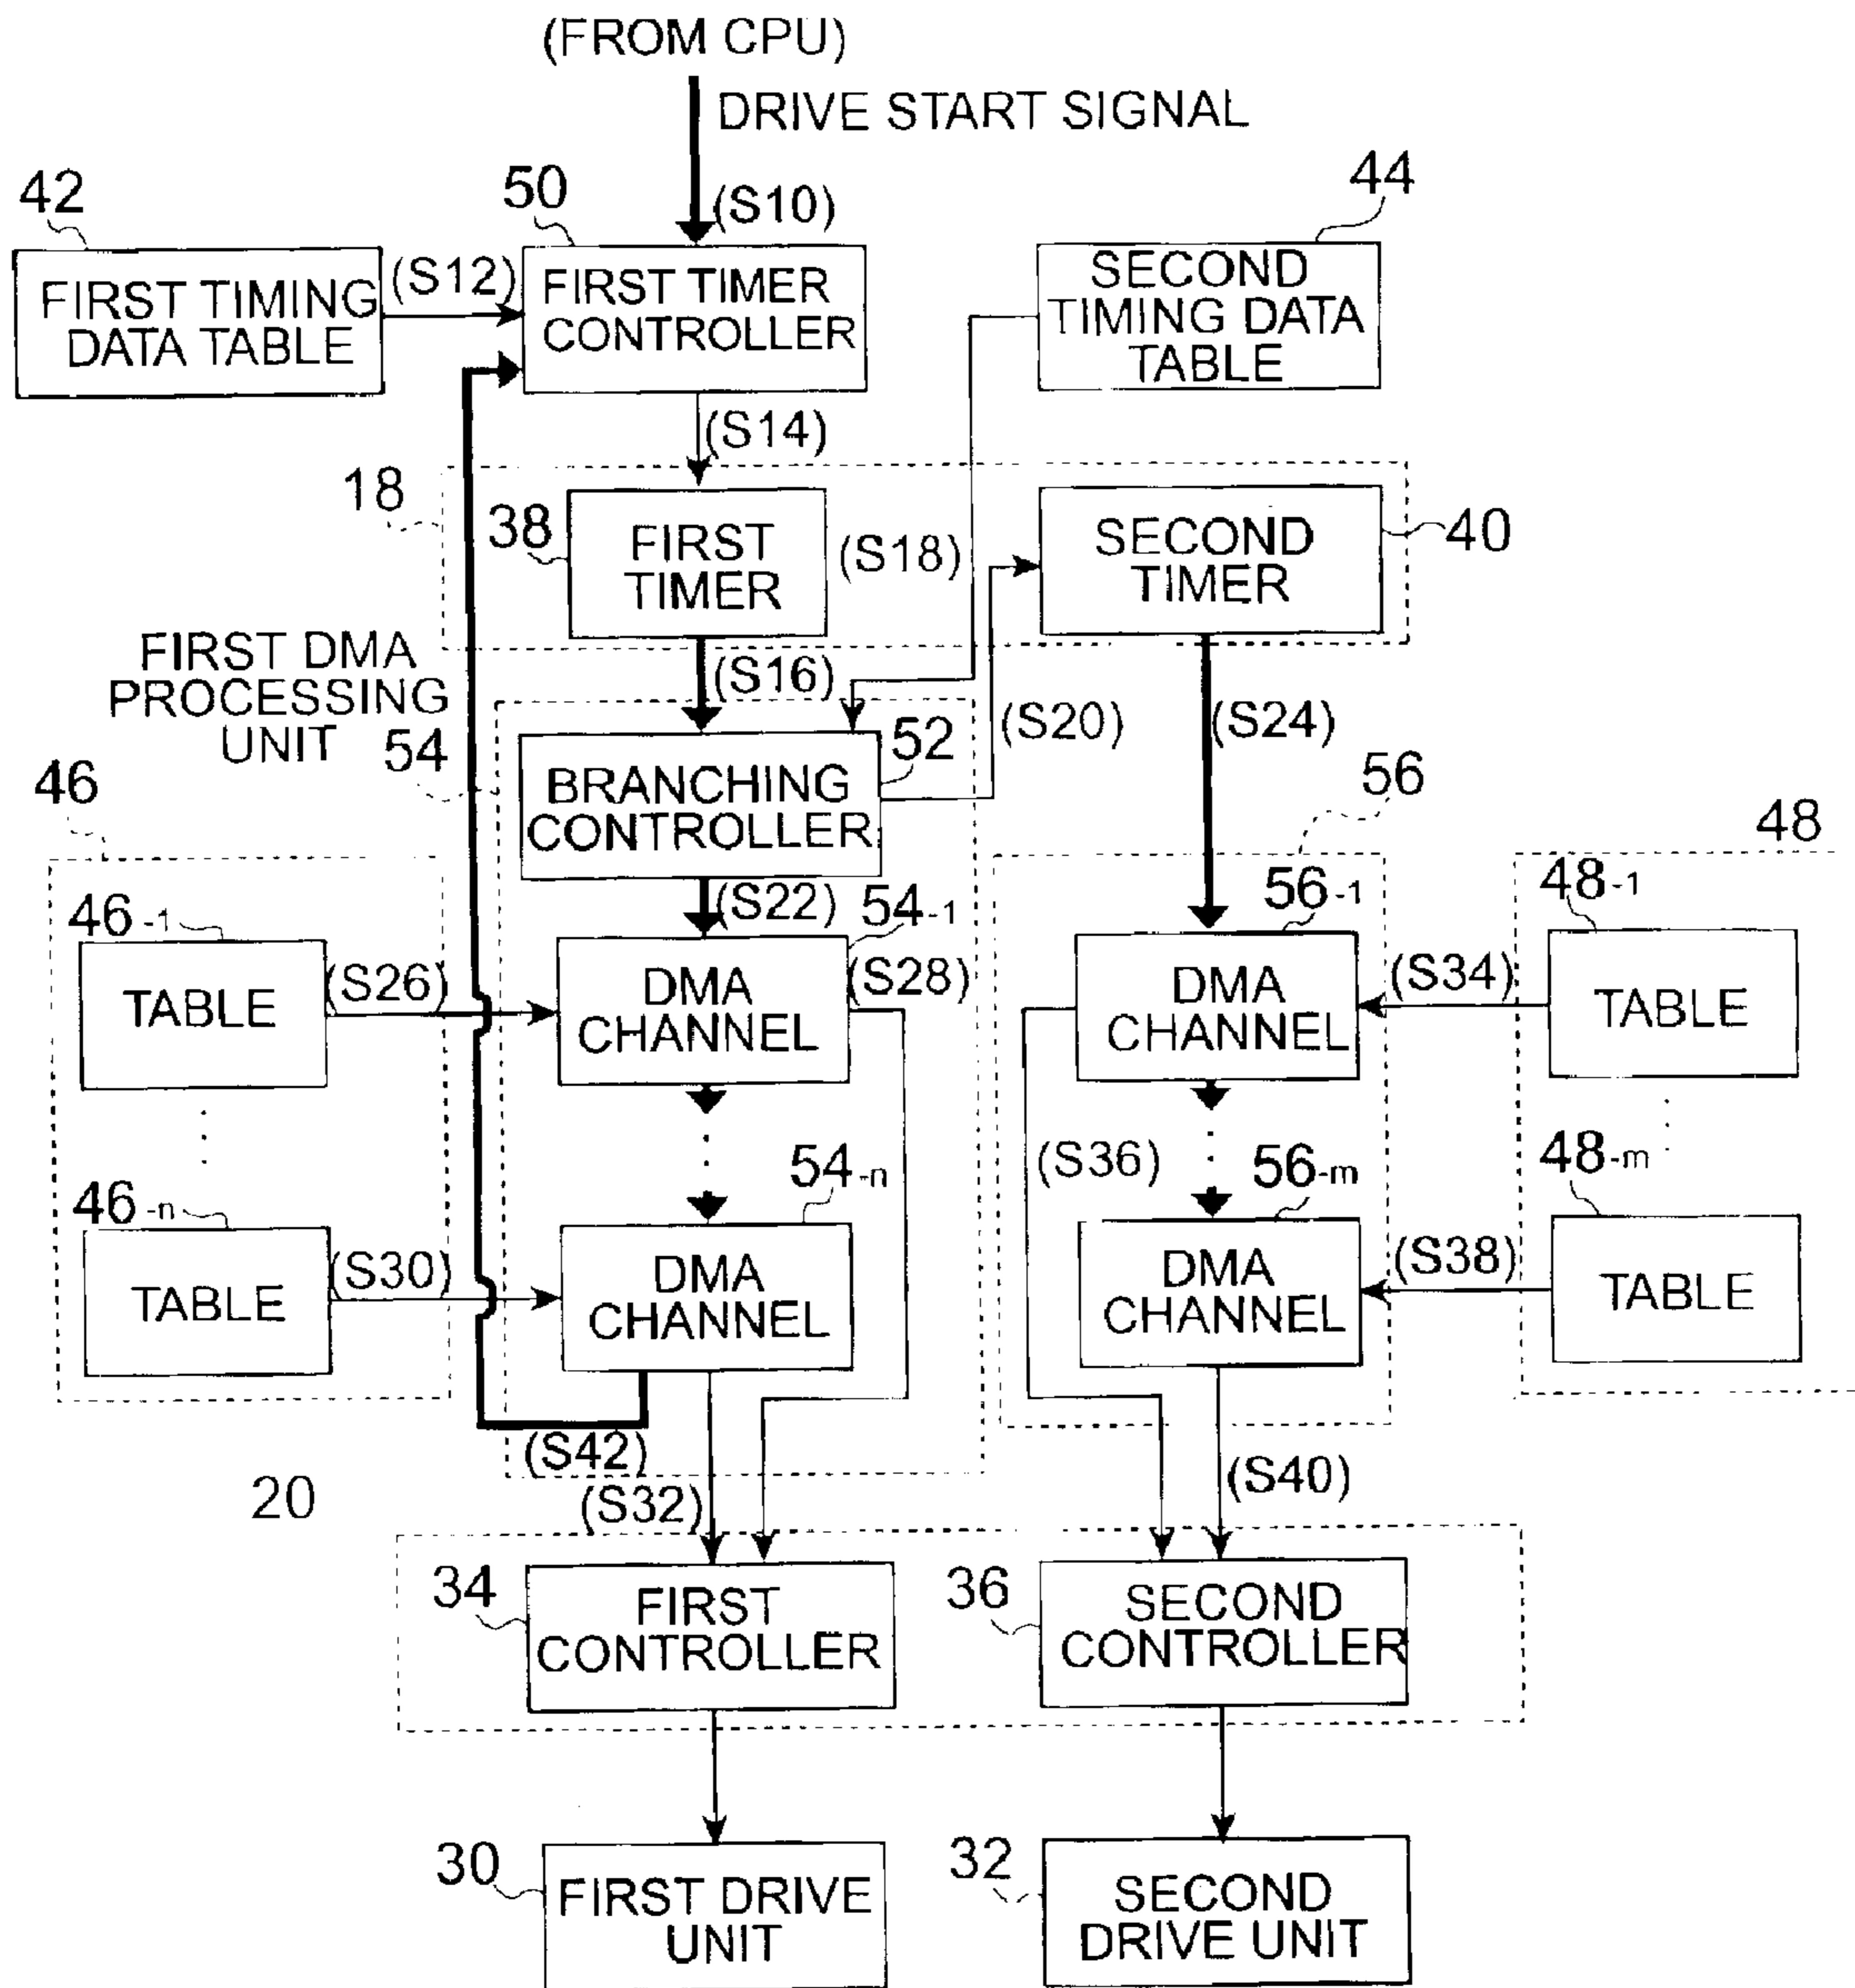 (FROM CPU)
DRIVE START SIGNAL
(S10)
42
50
44
FIRST TIMING
DATA TABLE
(S12)
FIRST TIMER
CONTROLLER
SECOND
TIMING DATA
TABLE
(S14)
18
38
FIRST
TIMER
(S18)
SECOND
TIMER
40
FIRST DMA
PROCESSING
UNIT
54
(S16)
52
(S20)
(S24)
46
BRANCHING
CONTROLLER
56
48
(S22)
54-1
56-1
48-1
46-1
TABLE
(S26)
DMA
CHANNEL
(S28)
DMA
CHANNEL
(S34)
TABLE
54-n
(S36)
56-m
48-m
46-n
TABLE
(S30)
DMA
CHANNEL
DMA
CHANNEL
(S38)
TABLE
(S42)
20
(S32)
(S40)
34
FIRST
CONTROLLER
36
SECOND
CONTROLLER
30
FIRST DRIVE
UNIT
32
SECOND
DRIVE UNIT